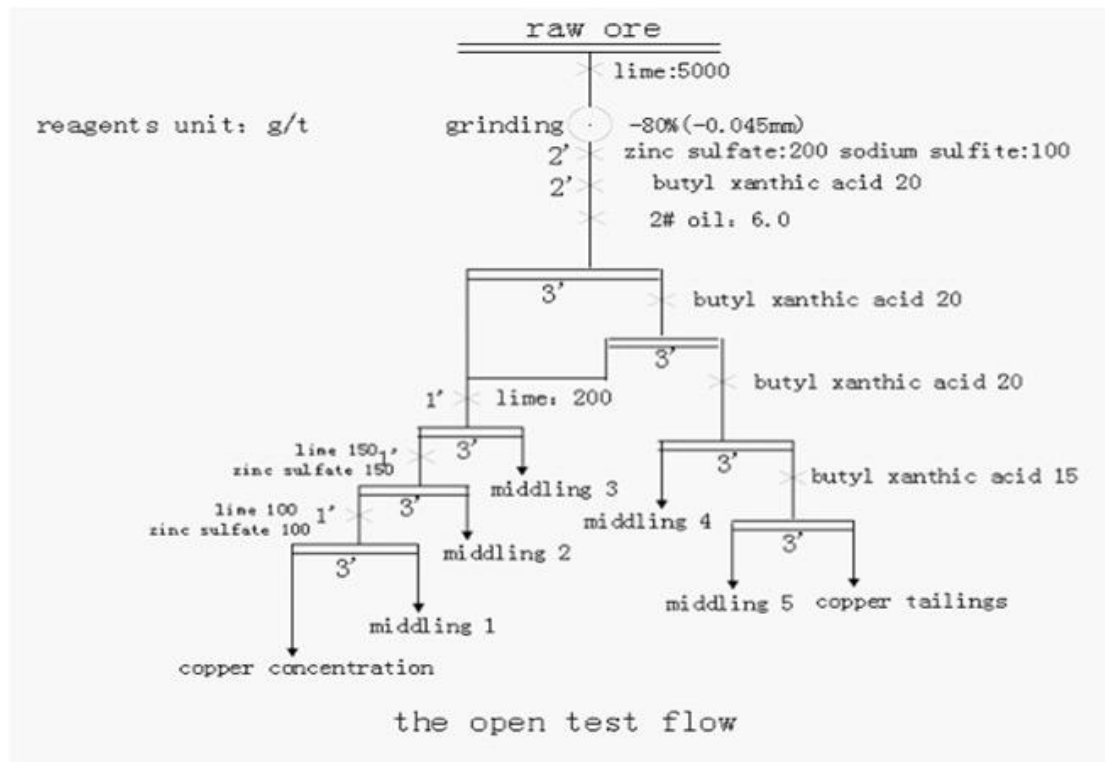 raw ore
lime:5000
reagents unit: g/t
grinding
-80%(-0.045mm)
2'
zinc sulfate:200 sodium sulfite:100
2'
butyl xanthic acid 20
2# oil: 6.0
3'
butyl xanthic acid 20
3'
butyl xanthic acid 20
1'
lime: 200
line 150
1'
zinc sulfate 150
3'
3'
butyl xanthic acid 15
middling 3
line 100
1'
zinc sulfate 100
3'
middling 4
3'
middling 2
3'
middling 5
copper tailings
middling 1
copper concentration
the open test flow